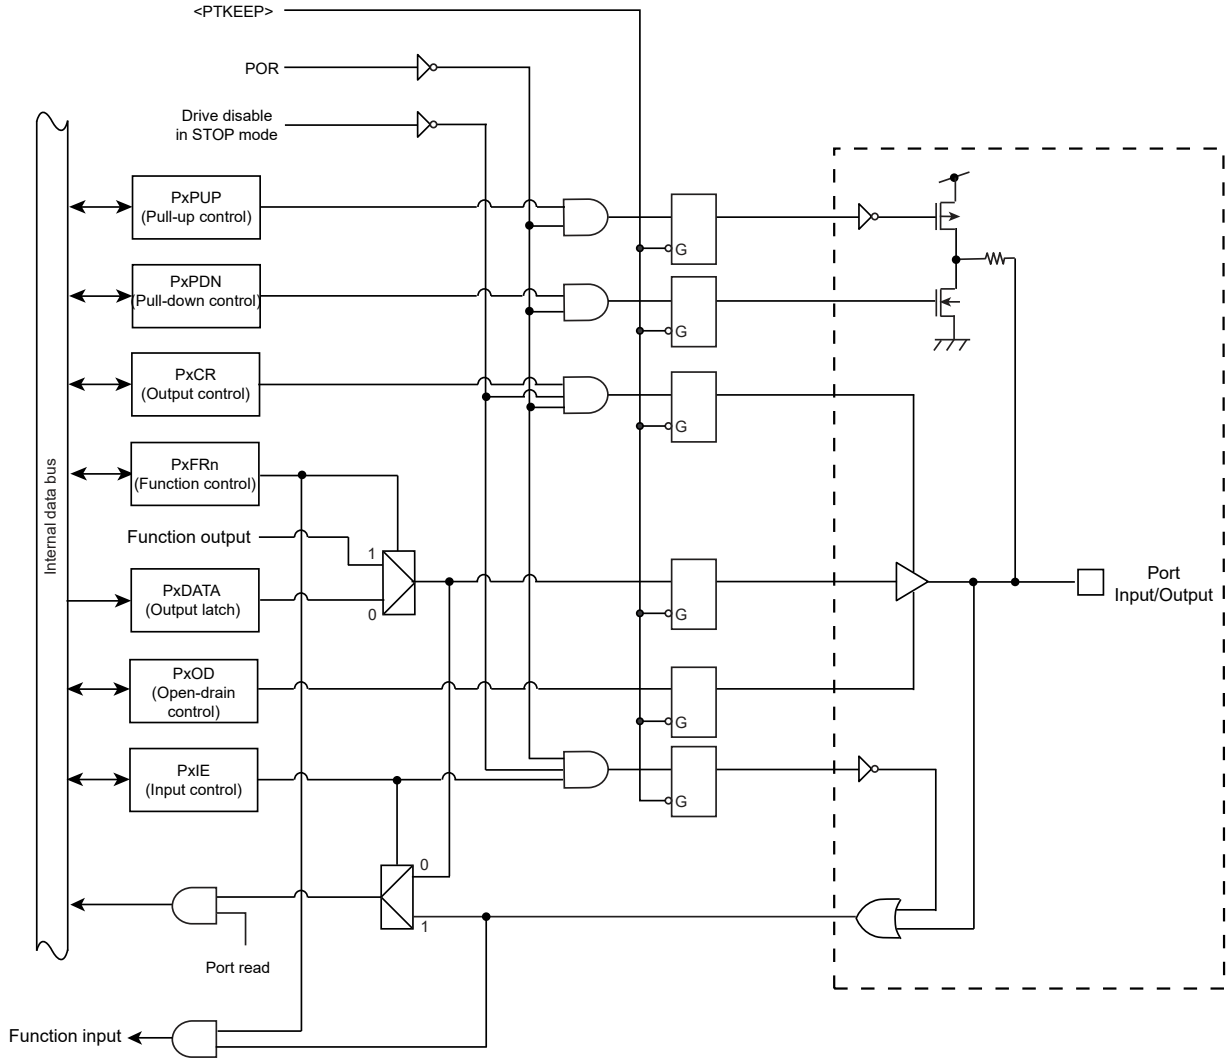 <PTKEEP>
POR
Drive disable
in STOP mode
PxPUP
(Pull-up control)
G
PxPDN
(Pull-down control)
G
PxCR
(Output control)
G
PxFRn
(Function control)
Internal data bus
Function output
1
0
PxDATA
(Output latch)
G
Port
Input/Output
PxOD
(Open-drain
control)
G
PxIE
(Input control)
G
0
1
Port read
Function input